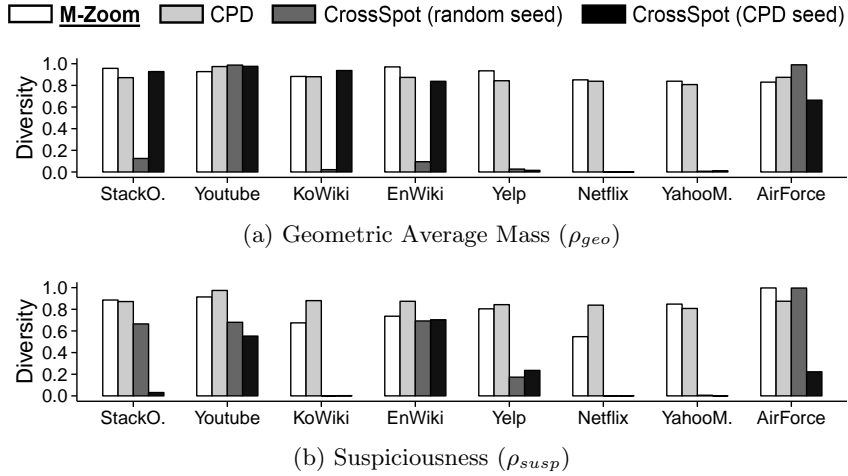 M-Zoom CPD CrossSpot (random seed) CrossSpot (CPD seed)
Diversity
1.0
0.8
0.6
0.4
0.2
0.0
StackO. Youtube KoWiki EnWiki Yelp Netflix YahooM. AirForce
(a) Geometric Average Mass (ρgeo)
Diversity
1.0
0.8
0.6
0.4
0.2
0.0
StackO. Youtube KoWiki EnWiki Yelp Netflix YahooM. AirForce
(b) Suspiciousness (ρsusp)